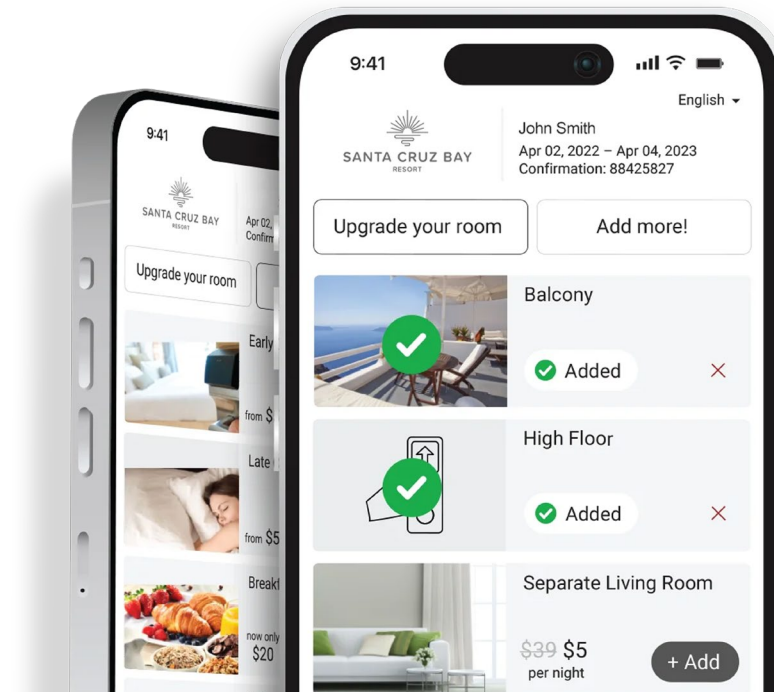 9:41
SANTA CRUZ BAY
RESORT
Apr 02,
Upgrade your room
from $
Late
from $5
now only
$20
9:41
English
SANTA CRUZ BAY
RESORT
John Smith
Apr 02, 2022 – Apr 04, 2023
Confirmation: 88425827
Upgrade your room
Add more!
Balcony
Added
High Floor
Added
Separate Living Room
$39 $5
per night
+ Add